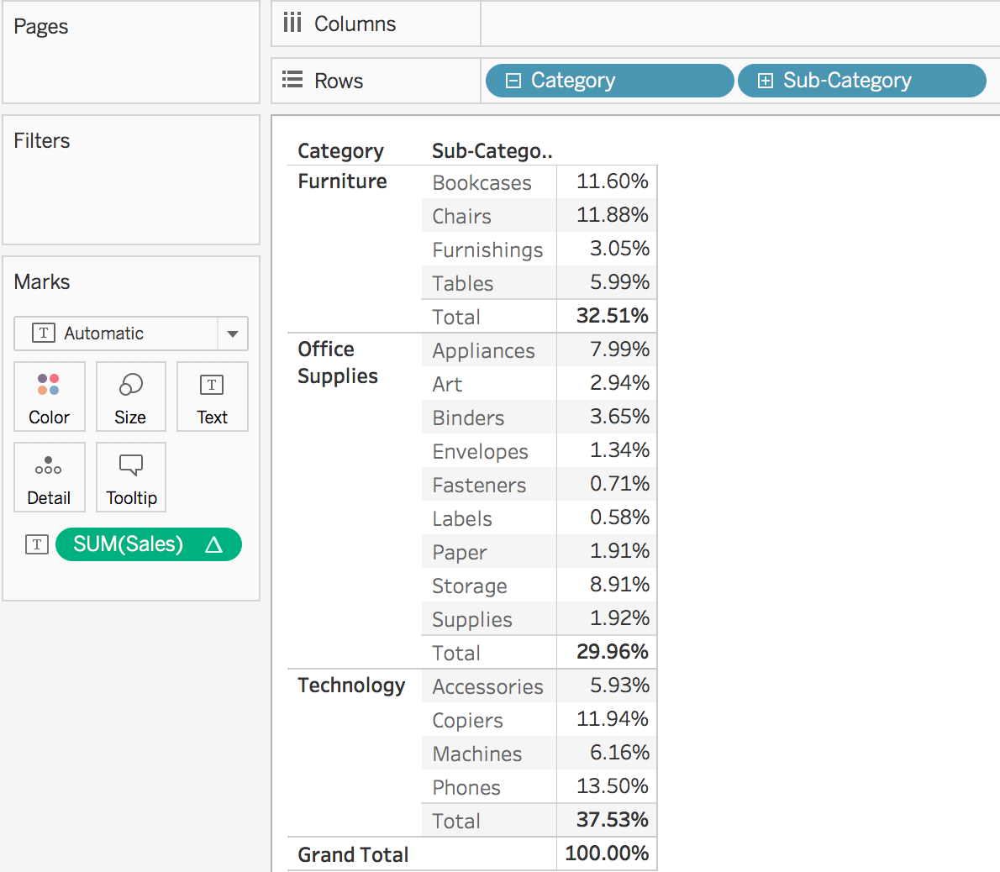 Pages
Columns
Rows
Category
Sub-Category
Filters
Marks
T Automatic
Color
Size
T
Text
Detail
Tooltip
T SUM(Sales) Δ
Category Sub-Catego..
Furniture Bookcases 11.60%
Chairs 11.88%
Furnishings 3.05%
Tables 5.99%
Total 32.51%
Office Supplies Appliances 7.99%
Art 2.94%
Binders 3.65%
Envelopes 1.34%
Fasteners 0.71%
Labels 0.58%
Paper 1.91%
Storage 8.91%
Supplies 1.92%
Total 29.96%
Technology Accessories 5.93%
Copiers 11.94%
Machines 6.16%
Phones 13.50%
Total 37.53%
Grand Total 100.00%